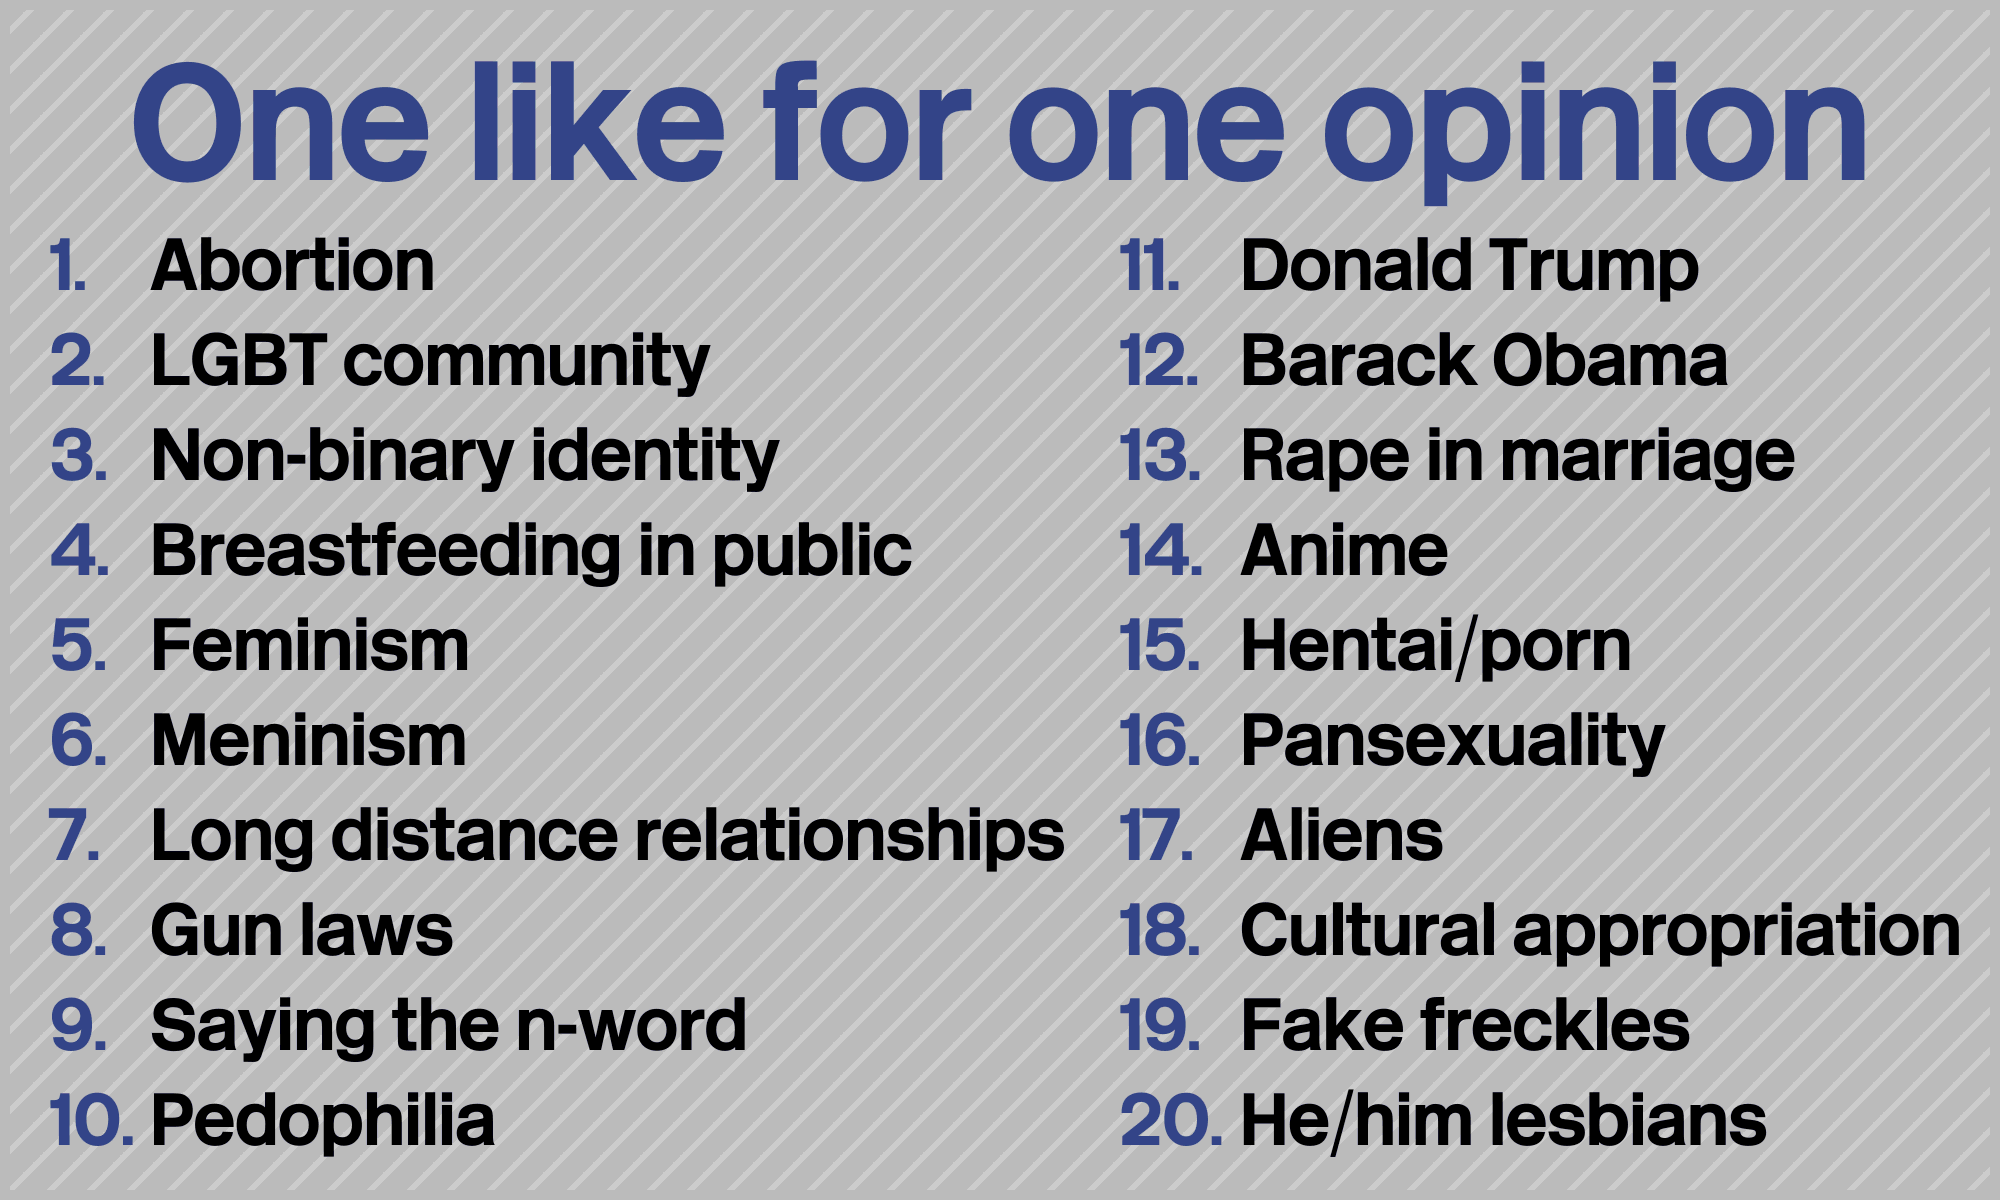 One like for one opinion
1. Abortion
2. LGBT community
3. Non-binary identity
4. Breastfeeding in public
5. Feminism
6. Meninism
7. Long distance relationships
8. Gun laws
9. Saying the n-word
10. Pedophilia
11. Donald Trump
12. Barack Obama
13. Rape in marriage
14. Anime
15. Hentai/porn
16. Pansexuality
17. Aliens
18. Cultural appropriation
19. Fake freckles
20. He/him lesbians